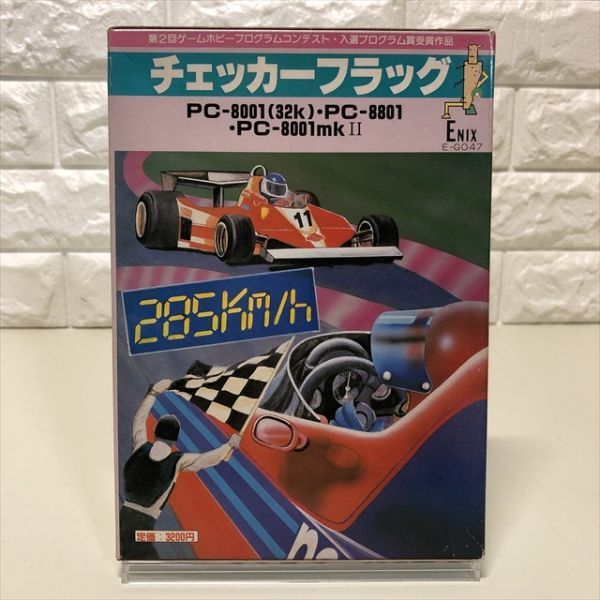 第2回ゲームホビープログラムコンテスト・入選プログラム賞受賞作品
チェッカーフラッグ
PC-8001(32k)・PC-8801
・PC-8001mkⅡ
ENIX
E-G047
11
285KM/h
定価：3200円